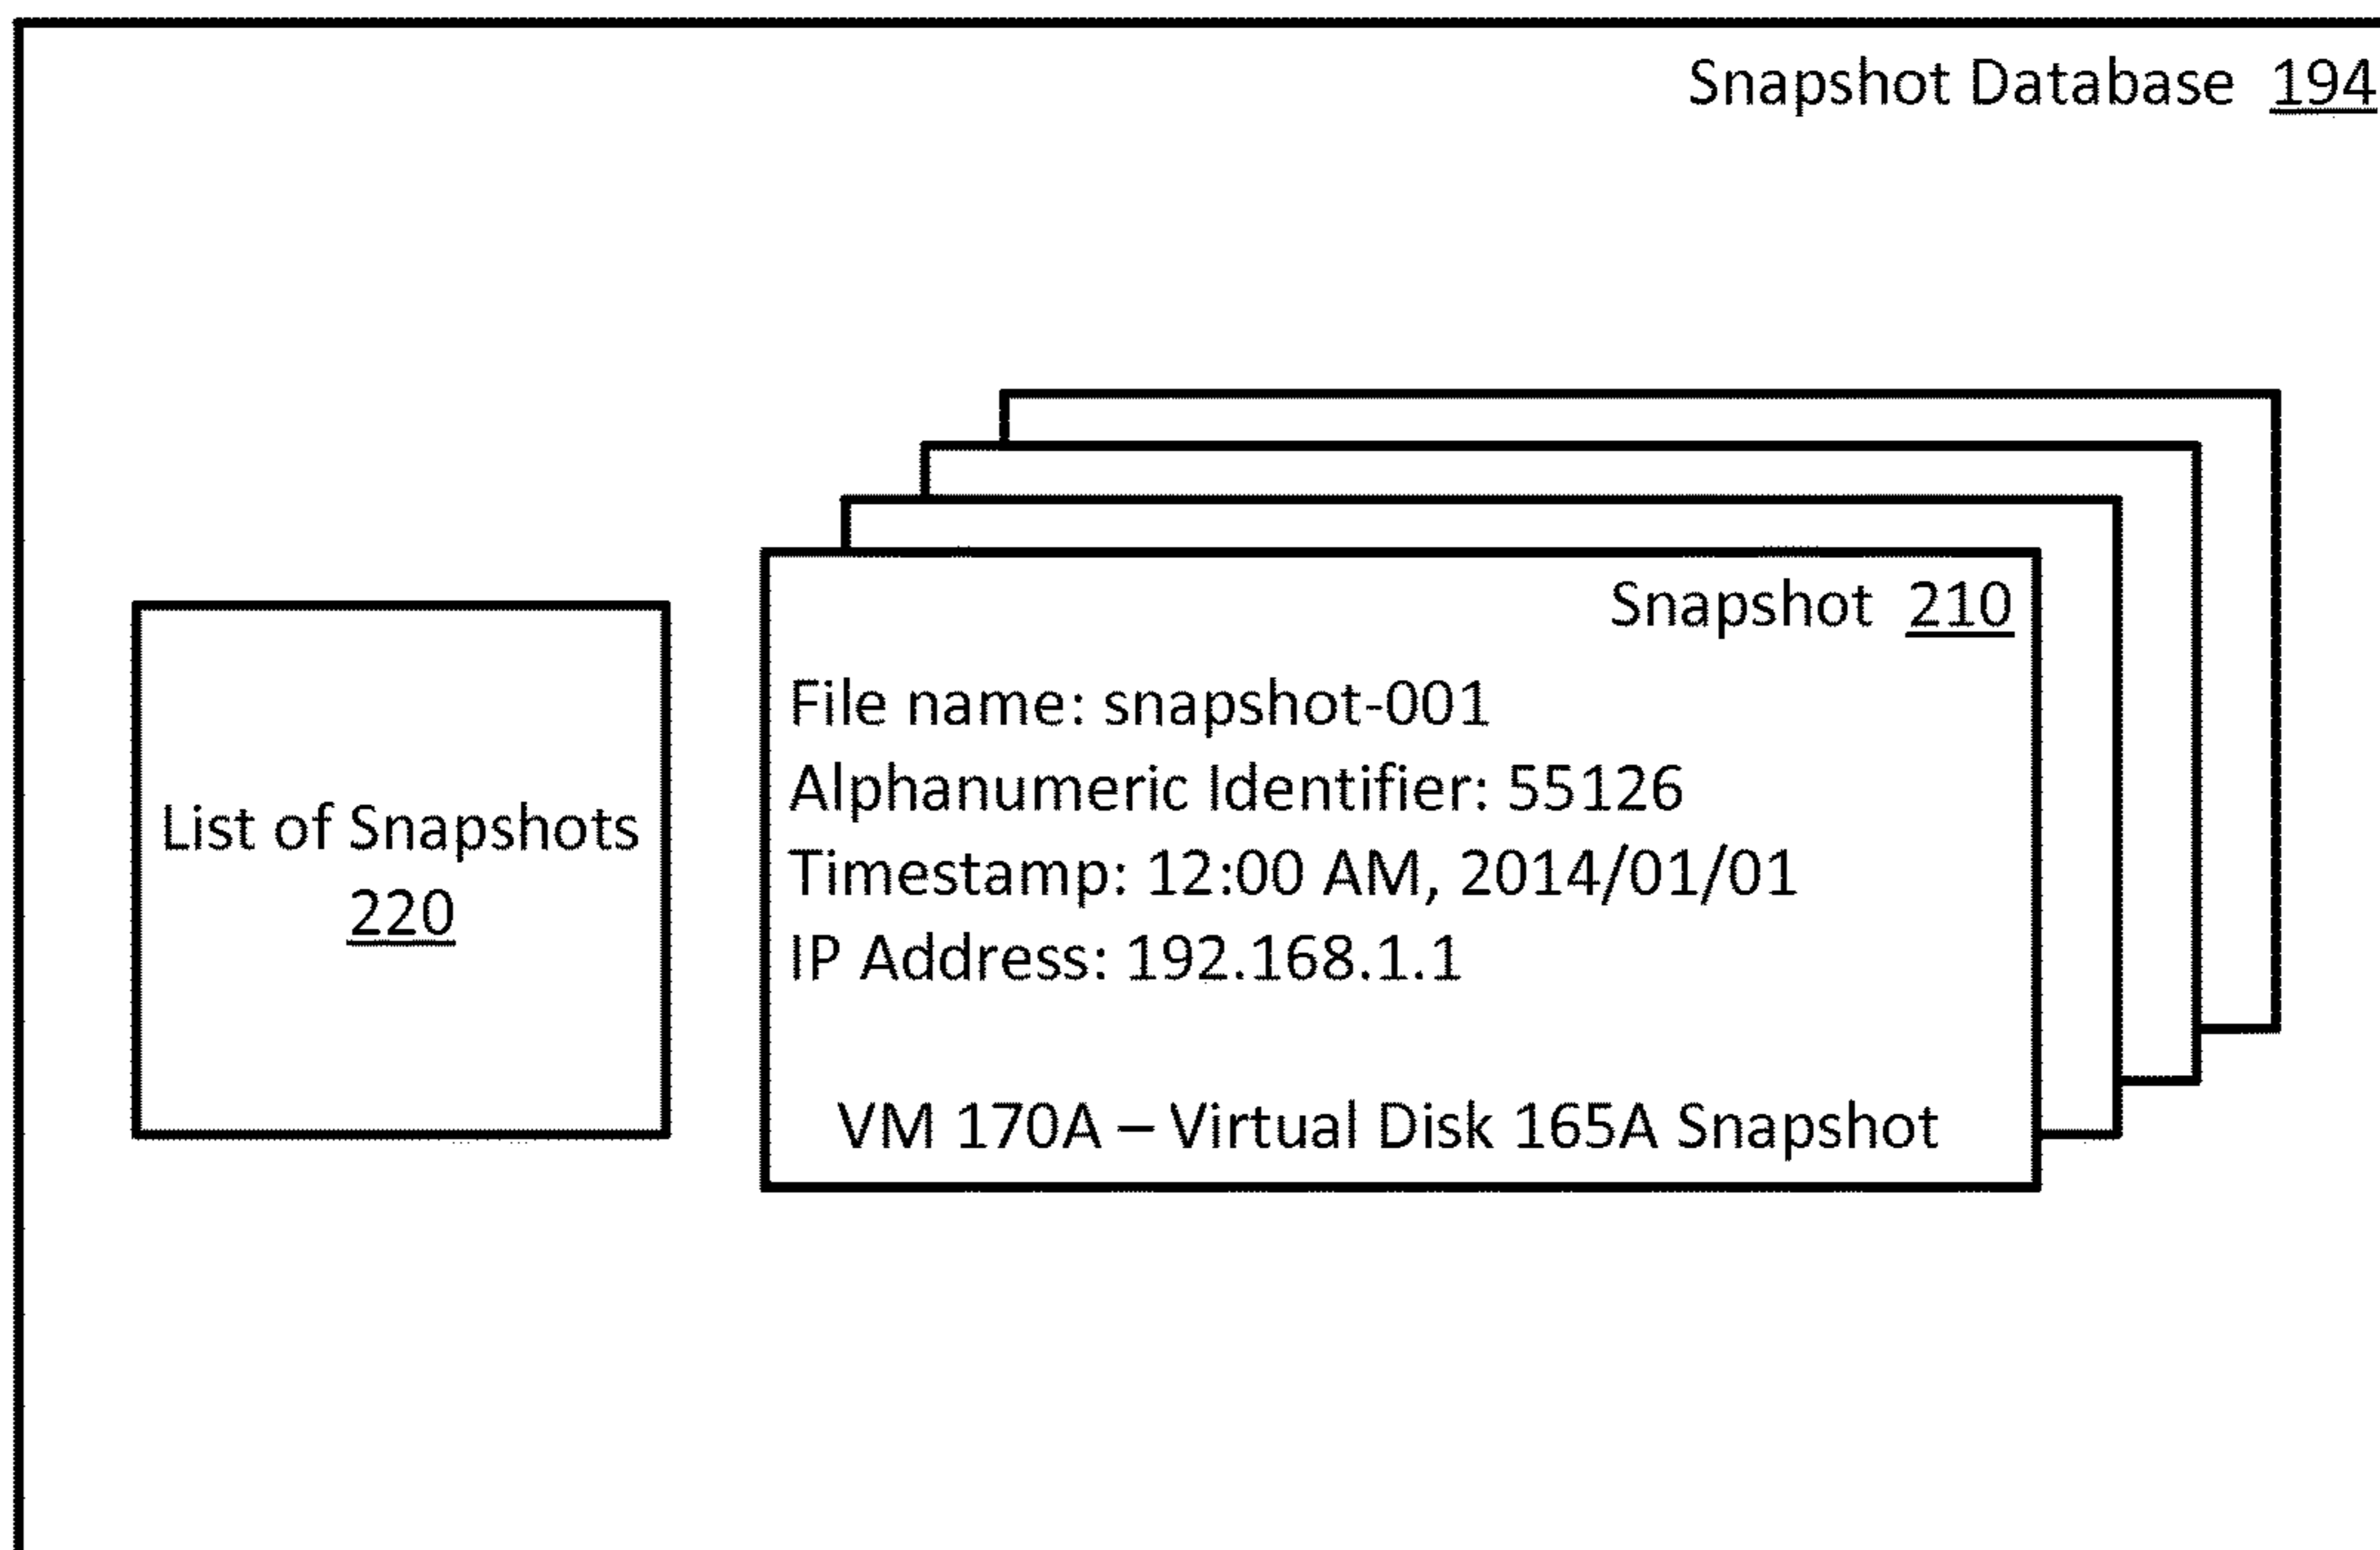 Snapshot Database 194
Snapshot 210
File name: snapshot-001
Alphanumeric Identifier: 55126
Timestamp: 12:00 AM, 2014/01/01
IP Address: 192.168.1.1
VM 170A – Virtual Disk 165A Snapshot
List of Snapshots
220